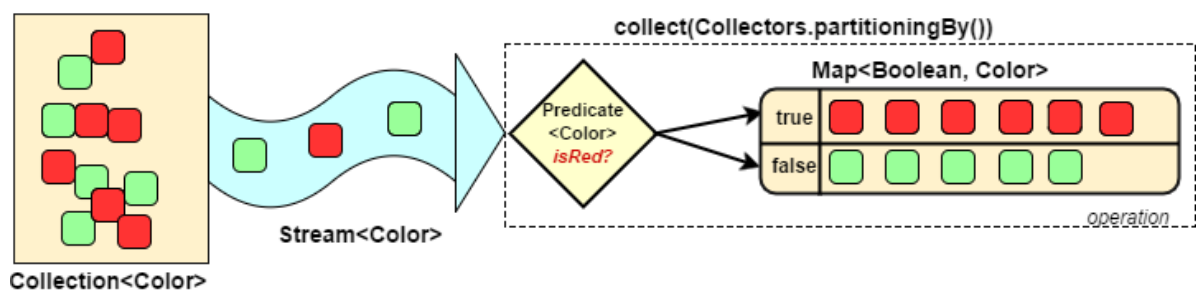 collect(Collectors.partitioningBy())
Map<Boolean, Color>
Predicate
<Color>
isRed?
true
false
operation
Stream<Color>
Collection<Color>